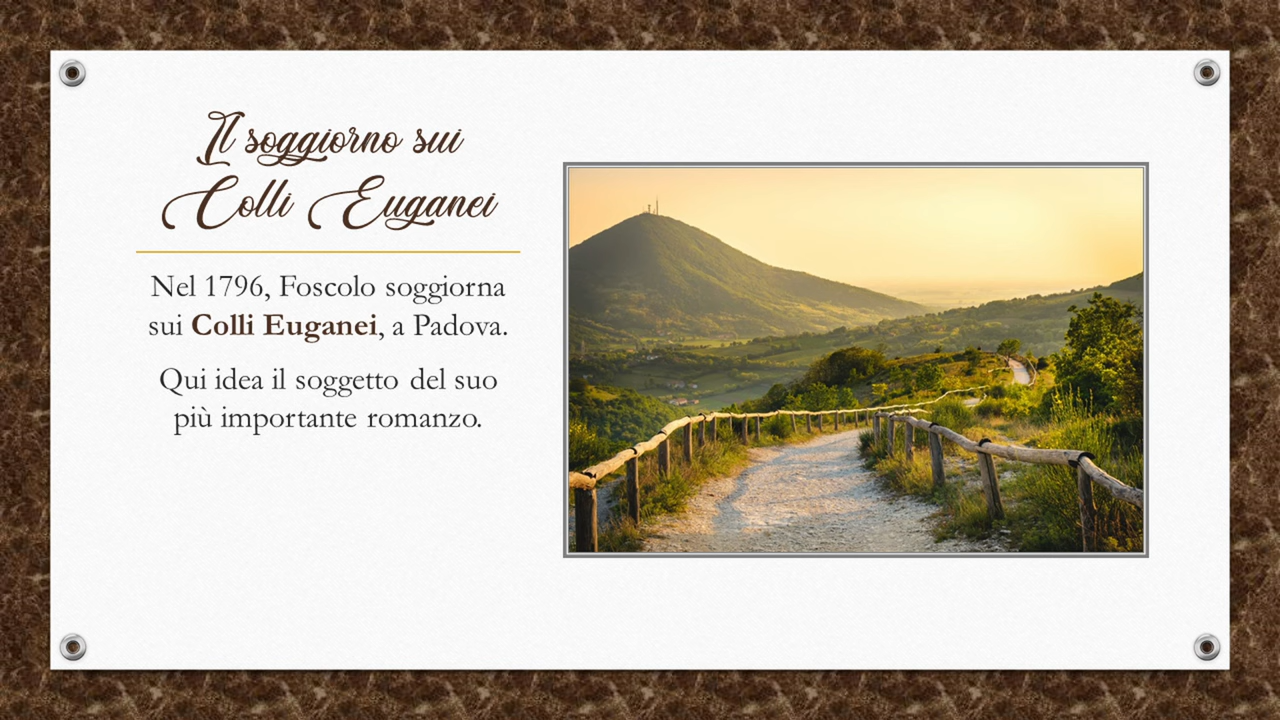 Il soggiorno sui
Colli Euganei
Nel 1796, Foscolo soggiorna
sui Colli Euganei, a Padova.
Qui idea il soggetto del suo
più importante romanzo.